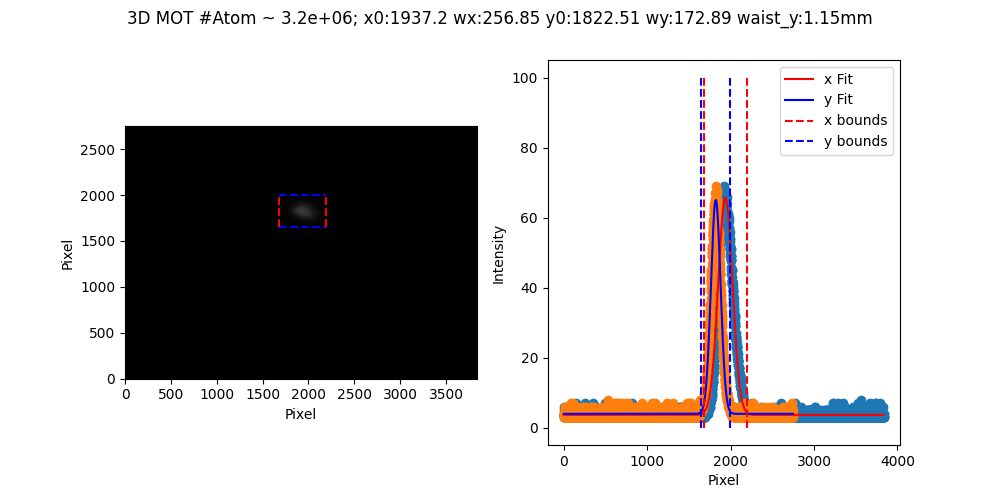 3D MOT #Atom ~ 3.2e+06; x0:1937.2 wx:256.85 y0:1822.51 wy:172.89 waist_y:1.15mm
Pixel
2500
2000
1500
1000
500
0
0 500 1000 1500 2000 2500 3000 3500
Pixel
Intensity
100
80
60
40
20
0
x Fit
y Fit
x bounds
y bounds
0 1000 2000 3000 4000
Pixel